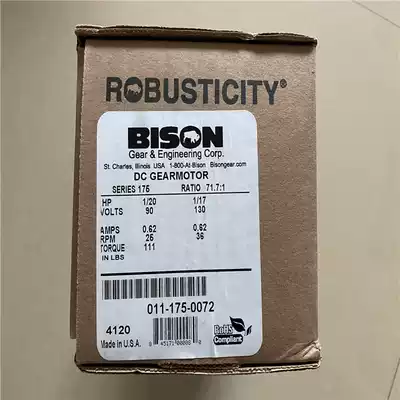 ROBUSTICITY®
BISON
Gear & Engineering Corp.
St. Charles, Illinois USA 1-800-At-Bison Bisongear.com
DC GEARMOTOR
SERIES 175 RATIO 71.7:1
HP 1/20 1/17
VOLTS 90 130
AMPS 0.62 0.62
RPM 25 36
TORQUE 111
IN LBS
011-175-0072
4120
Made in U.S.A.
RoHS
Compliant